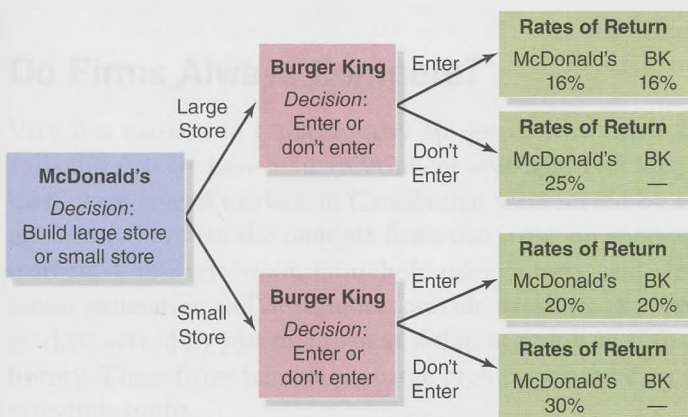 McDonald's
Decision:
Build large store
or small store
Large
Store
Small
Store
Burger King
Decision:
Enter or
don't enter
Enter
Don't
Enter
Rates of Return
McDonald's BK
16% 16%
Rates of Return
McDonald's BK
25% —
Burger King
Decision:
Enter or
don't enter
Enter
Don't
Enter
Rates of Return
McDonald's BK
20% 20%
Rates of Return
McDonald's BK
30% —
Do Firms Always